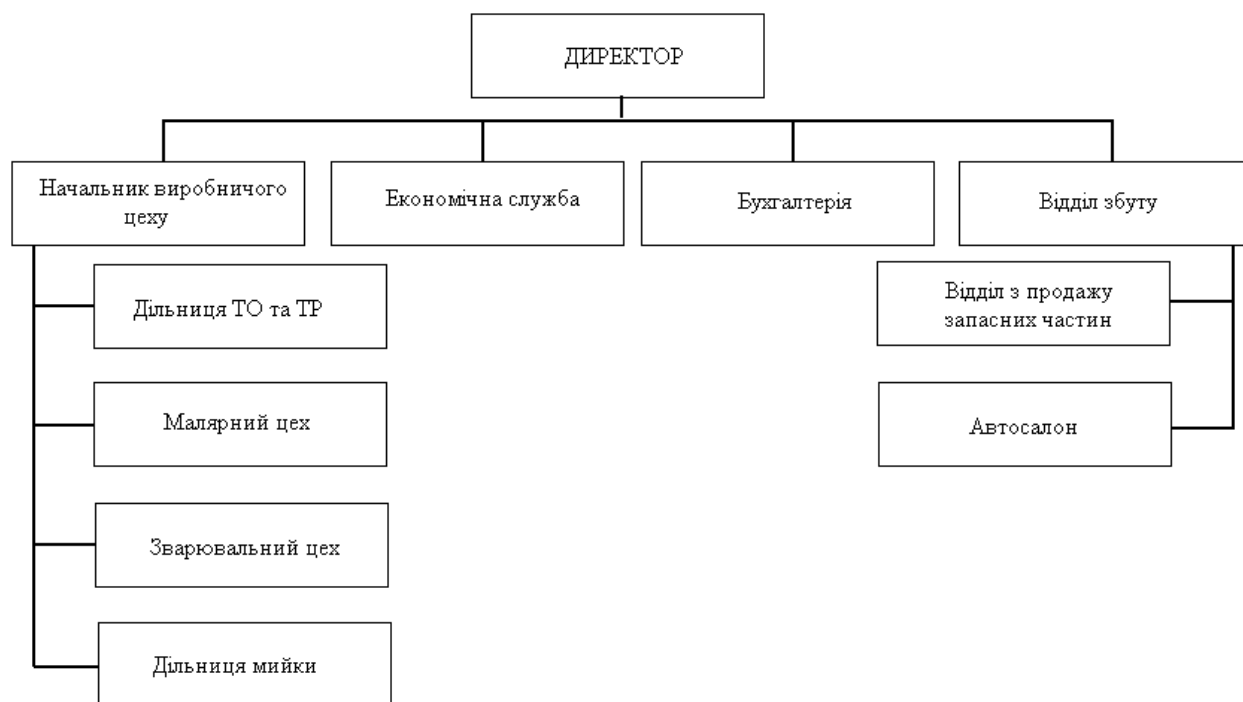 ДИРЕКТОР
Начальник виробничого
цеху
Економічна служба
Бухгалтерія
Відділ збуту
Дільниця ТО та ТР
Малярний цех
Зварювальний цех
Дільниця мийки
Відділ з продажу
запасних частин
Автосалон